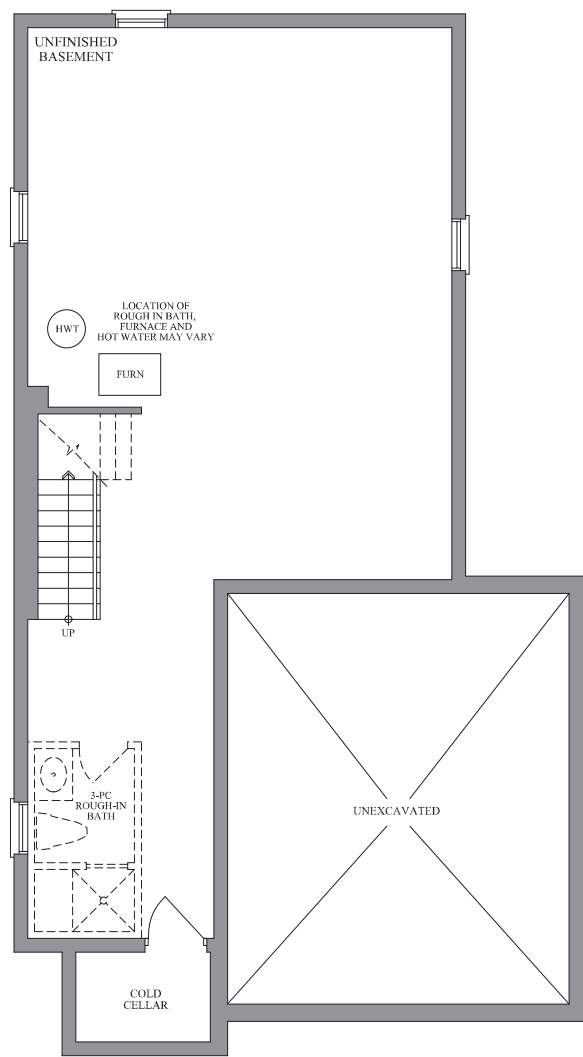 UNFINISHED
BASEMENT
LOCATION OF
ROUGH IN BATH,
FURNACE AND
HOT WATER MAY VARY
HWT
FURN
UP
3-PC
ROUGH-IN
BATH
UNEXCAVATED
COLD
CELLAR